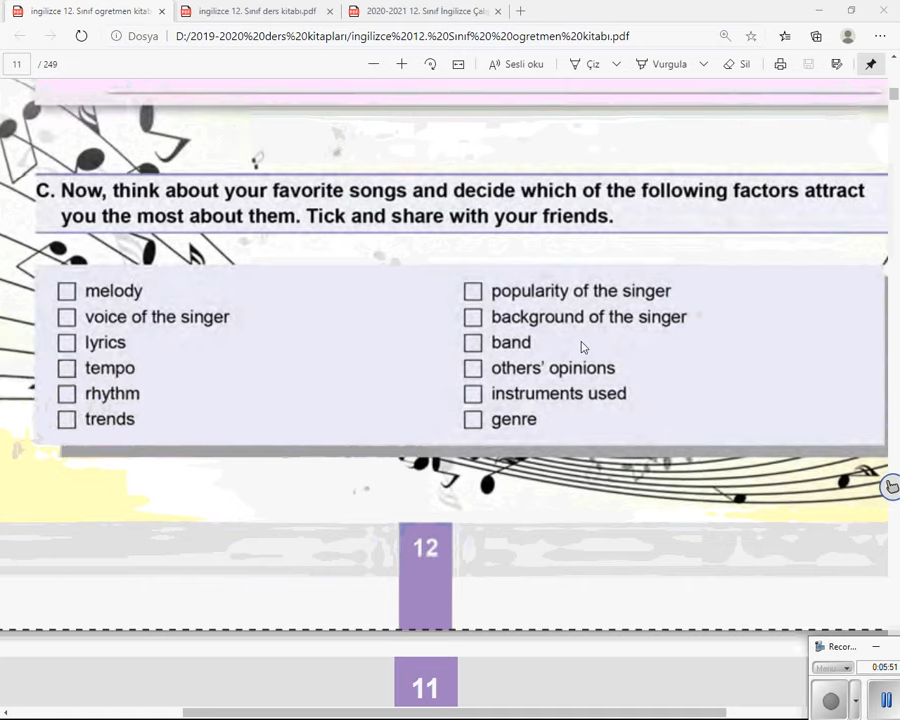 ingilizce 12. Sınıf ogretmen kitab
ingilizce 12. Sınıf ders kitabı.pdf
2020-2021 12. Sınıf İngilizce Çalı
Dosya
D:/2019-2020%20ders%20kitapları/ingilizce%2012.%20Sınıf%20%20ogretmen%20kitabı.pdf
11 / 249
Sesli oku
Çiz
Vurgula
Sil
C. Now, think about your favorite songs and decide which of the following factors attract
you the most about them. Tick and share with your friends.
melody
voice of the singer
lyrics
tempo
rhythm
trends
popularity of the singer
background of the singer
band
others' opinions
instruments used
genre
12
11
Recor...
0:05:51